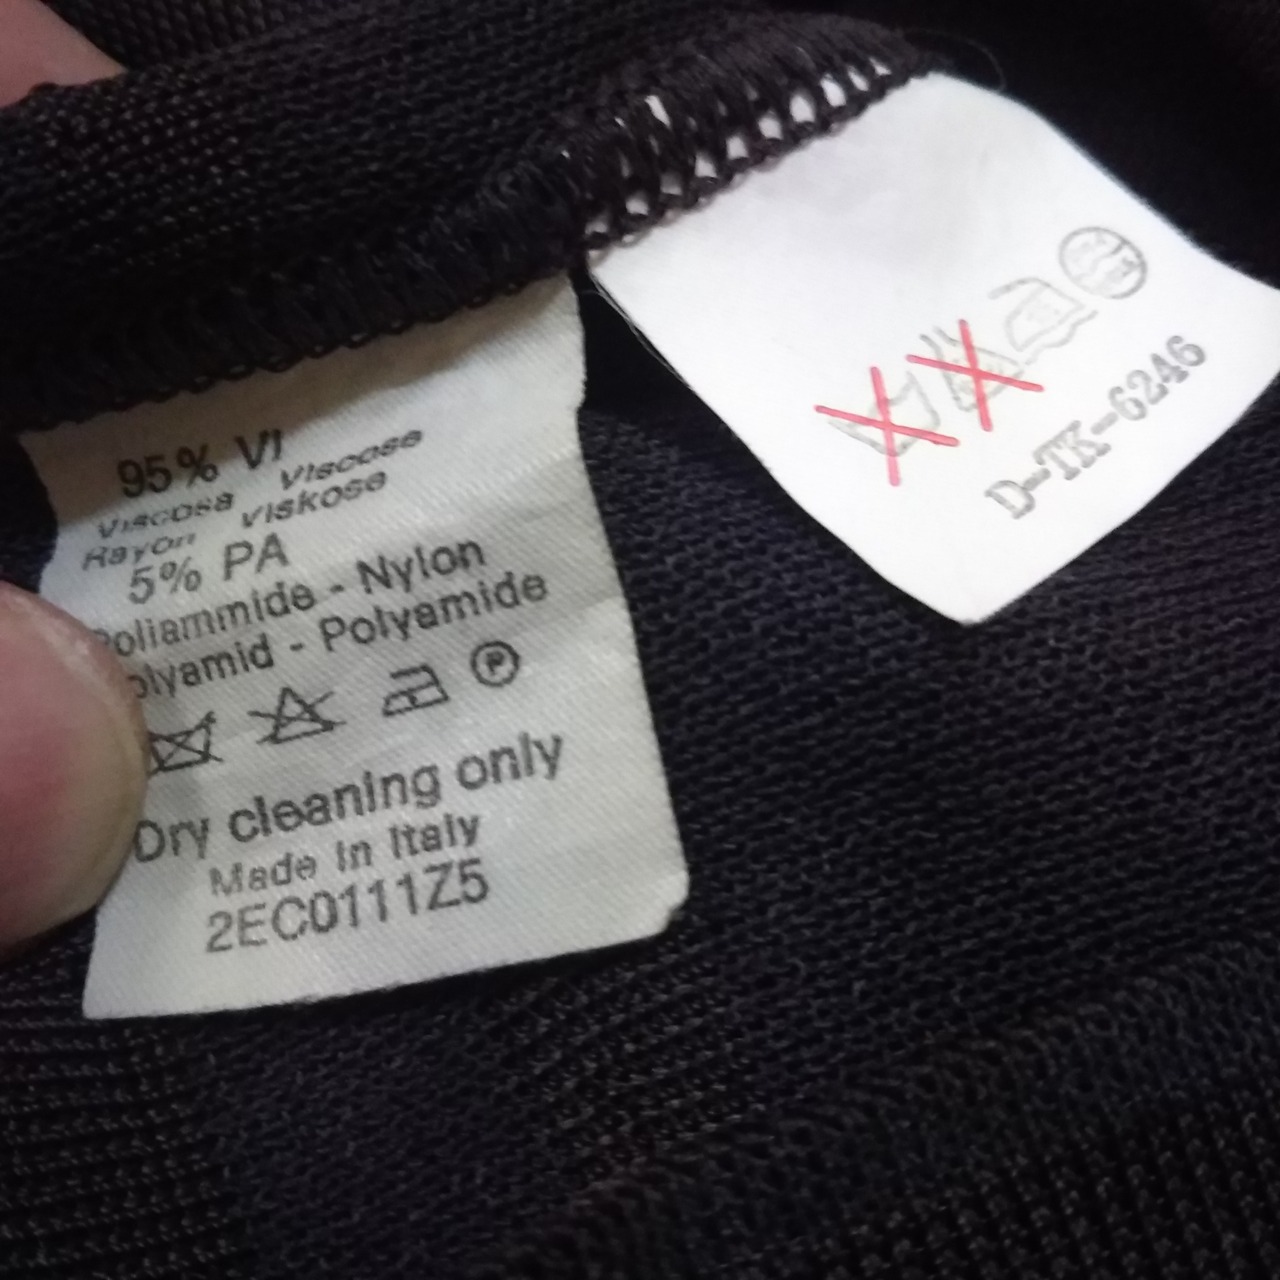 95% VI
Viscosa Viscose
Rayon Viskose
5% PA
Poliammide - Nylon
Polyamid - Polyamide
P
Dry cleaning only
Made in Italy
2EC0111Z5
D-TK-6246